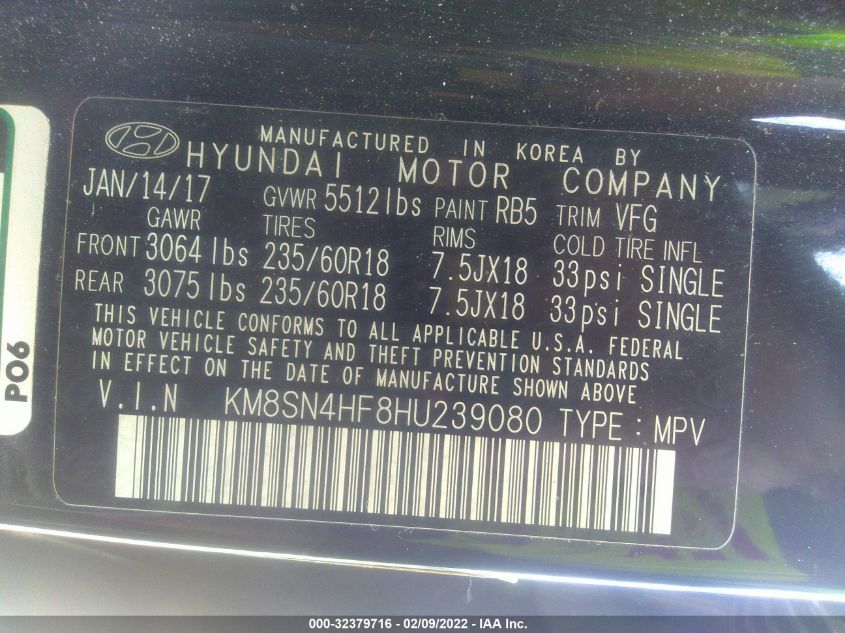 MANUFACTURED IN KOREA BY
HYUNDAI MOTOR COMPANY
JAN/14/17 GVWR 5512lbs PAINT RB5 TRIM VFG
GAWR TIRES RIMS COLD TIRE INFL
FRONT 3064lbs 235/60R18 7.5JX18 33psi SINGLE
REAR 3075lbs 235/60R18 7.5JX18 33psi SINGLE
THIS VEHICLE CONFORMS TO ALL APPLICABLE U.S.A. FEDERAL
MOTOR VEHICLE SAFETY AND THEFT PREVENTION STANDARDS
IN EFFECT ON THE DATE OF MANUFACTURE SHOWN ABOVE
V.I.N KM8SN4HF8HU239080 TYPE : MPV
PO6
000-32379716 - 02/09/2022 - IAA Inc.